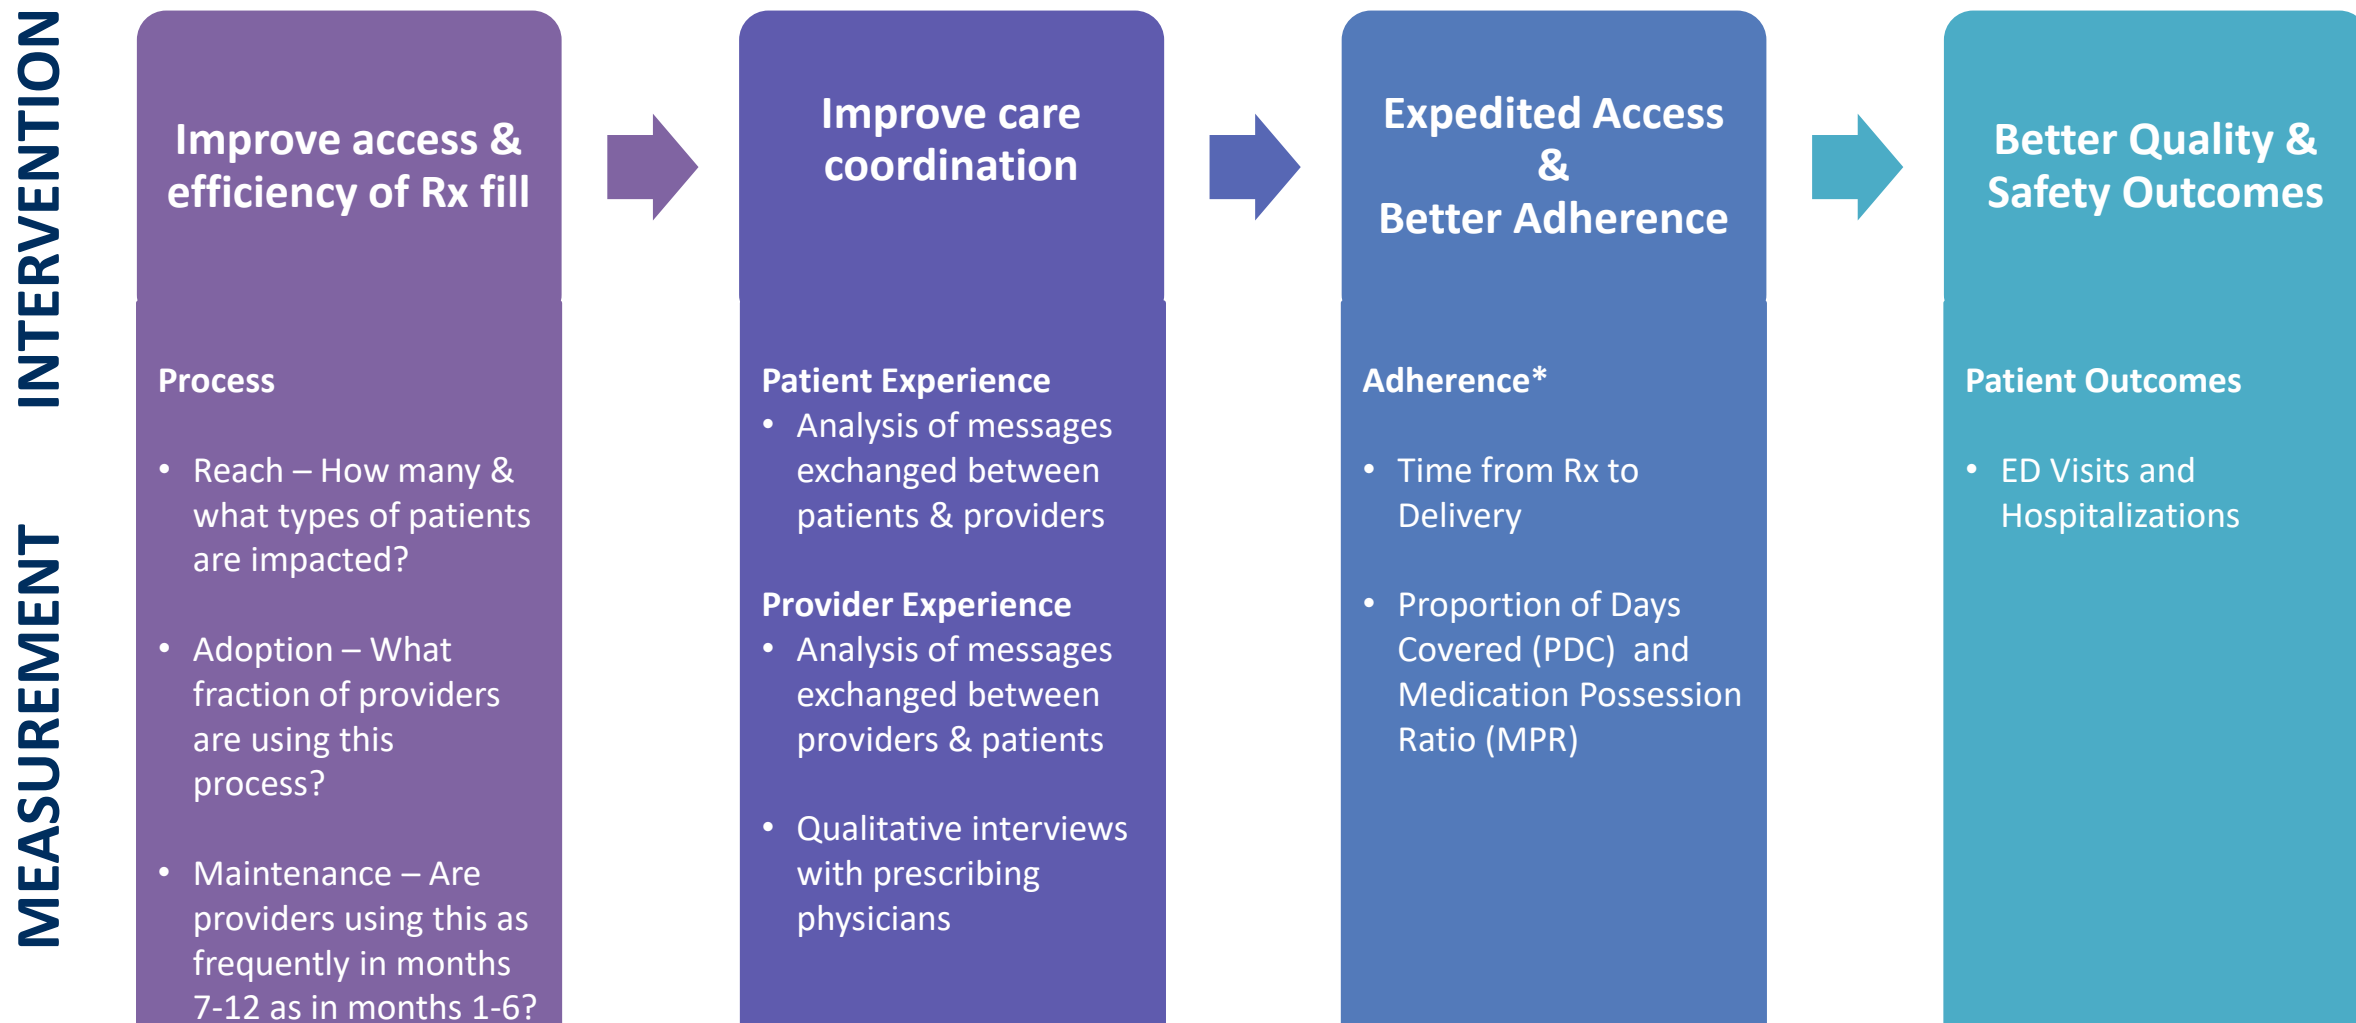 INTERVENTION
Improve access &
efficiency of Rx fill
Improve care
coordination
Expedited Access
&
Better Adherence
Better Quality &
Safety Outcomes
MEASUREMENT
Process
• Reach – How many &
what types of patients
are impacted?
• Adoption – What
fraction of providers
are using this
process?
• Maintenance – Are
providers using this as
frequently in months
7-12 as in months 1-6?
Patient Experience
• Analysis of messages
exchanged between
patients & providers
Provider Experience
• Analysis of messages
exchanged between
providers & patients
• Qualitative interviews
with prescribing
physicians
Adherence*
• Time from Rx to
Delivery
• Proportion of Days
Covered (PDC) and
Medication Possession
Ratio (MPR)
Patient Outcomes
• ED Visits and
Hospitalizations